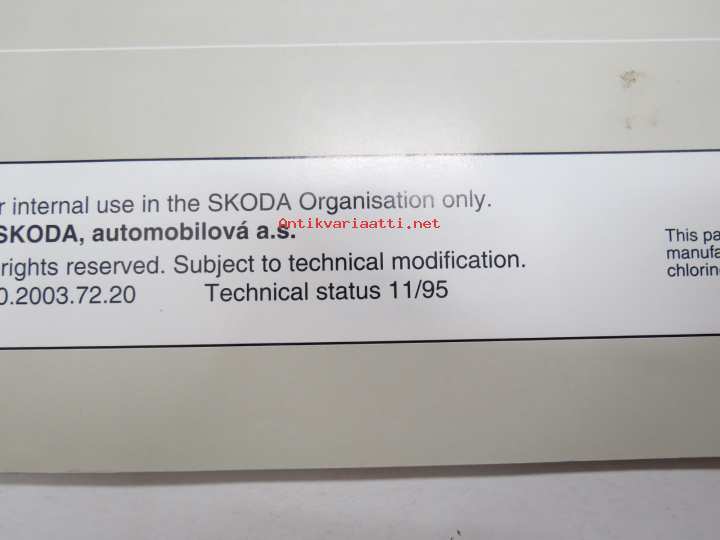 r internal use in the SKODA Organisation only.
Antikvariaatti.net
SKODA, automobilová a.s.
rights reserved. Subject to technical modification.
0.2003.72.20 Technical status 11/95
This pa
manufa
chlorin